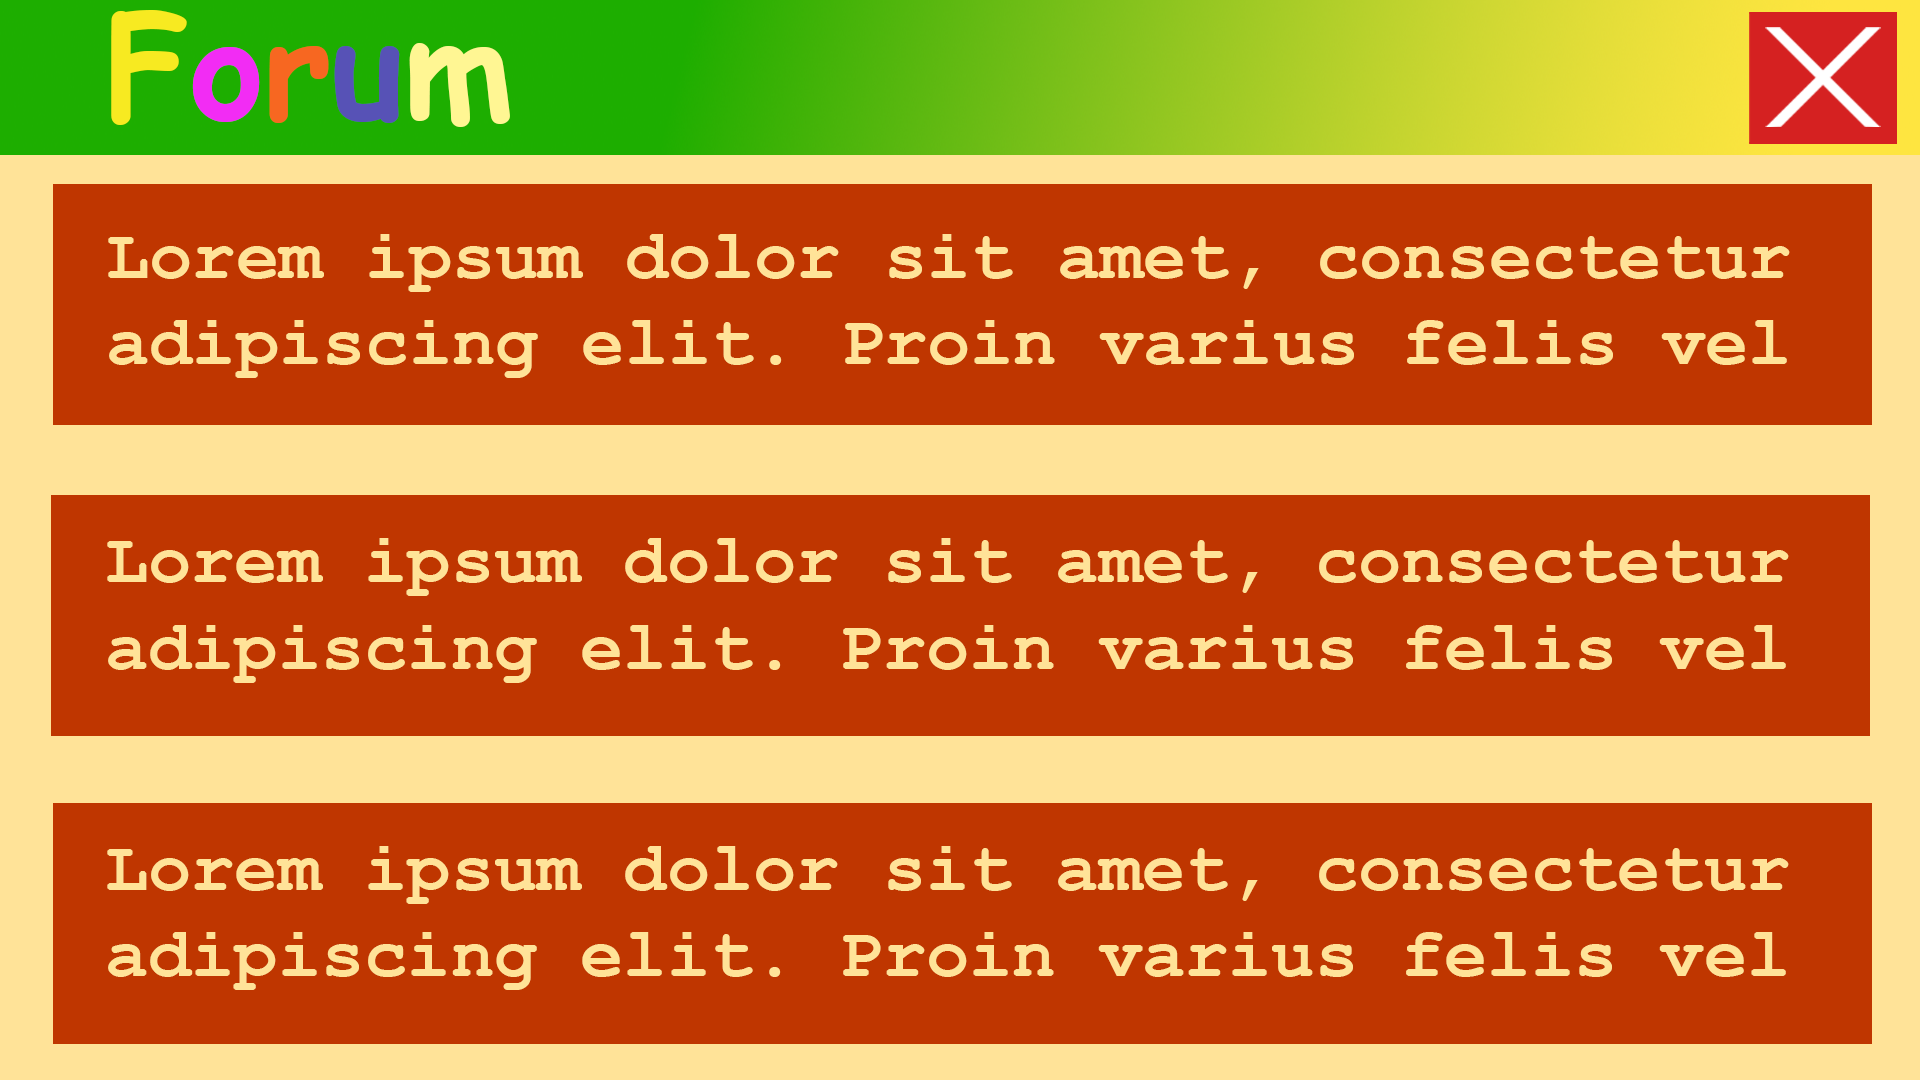 Forum
Lorem ipsum dolor sit amet, consectetur
adipiscing elit. Proin varius felis vel
Lorem ipsum dolor sit amet, consectetur
adipiscing elit. Proin varius felis vel
Lorem ipsum dolor sit amet, consectetur
adipiscing elit. Proin varius felis vel